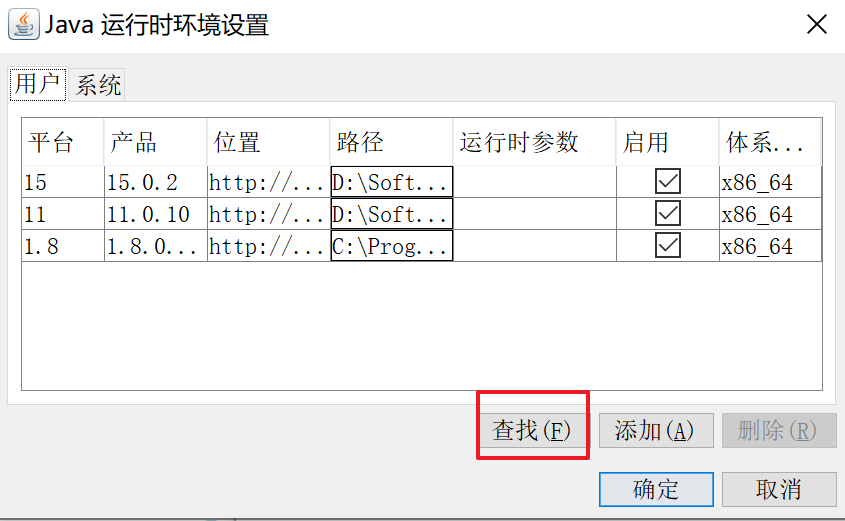 Java 运行时环境设置
用户 系统
平台 产品 位置 路径 运行时参数 启用 体系...
15 15.0.2 http://... D:\Soft... x86_64
11 11.0.10 http://... D:\Soft... x86_64
1.8 1.8.0... http://... C:\Prog... x86_64
查找(F) 添加(A) 删除(R)
确定 取消